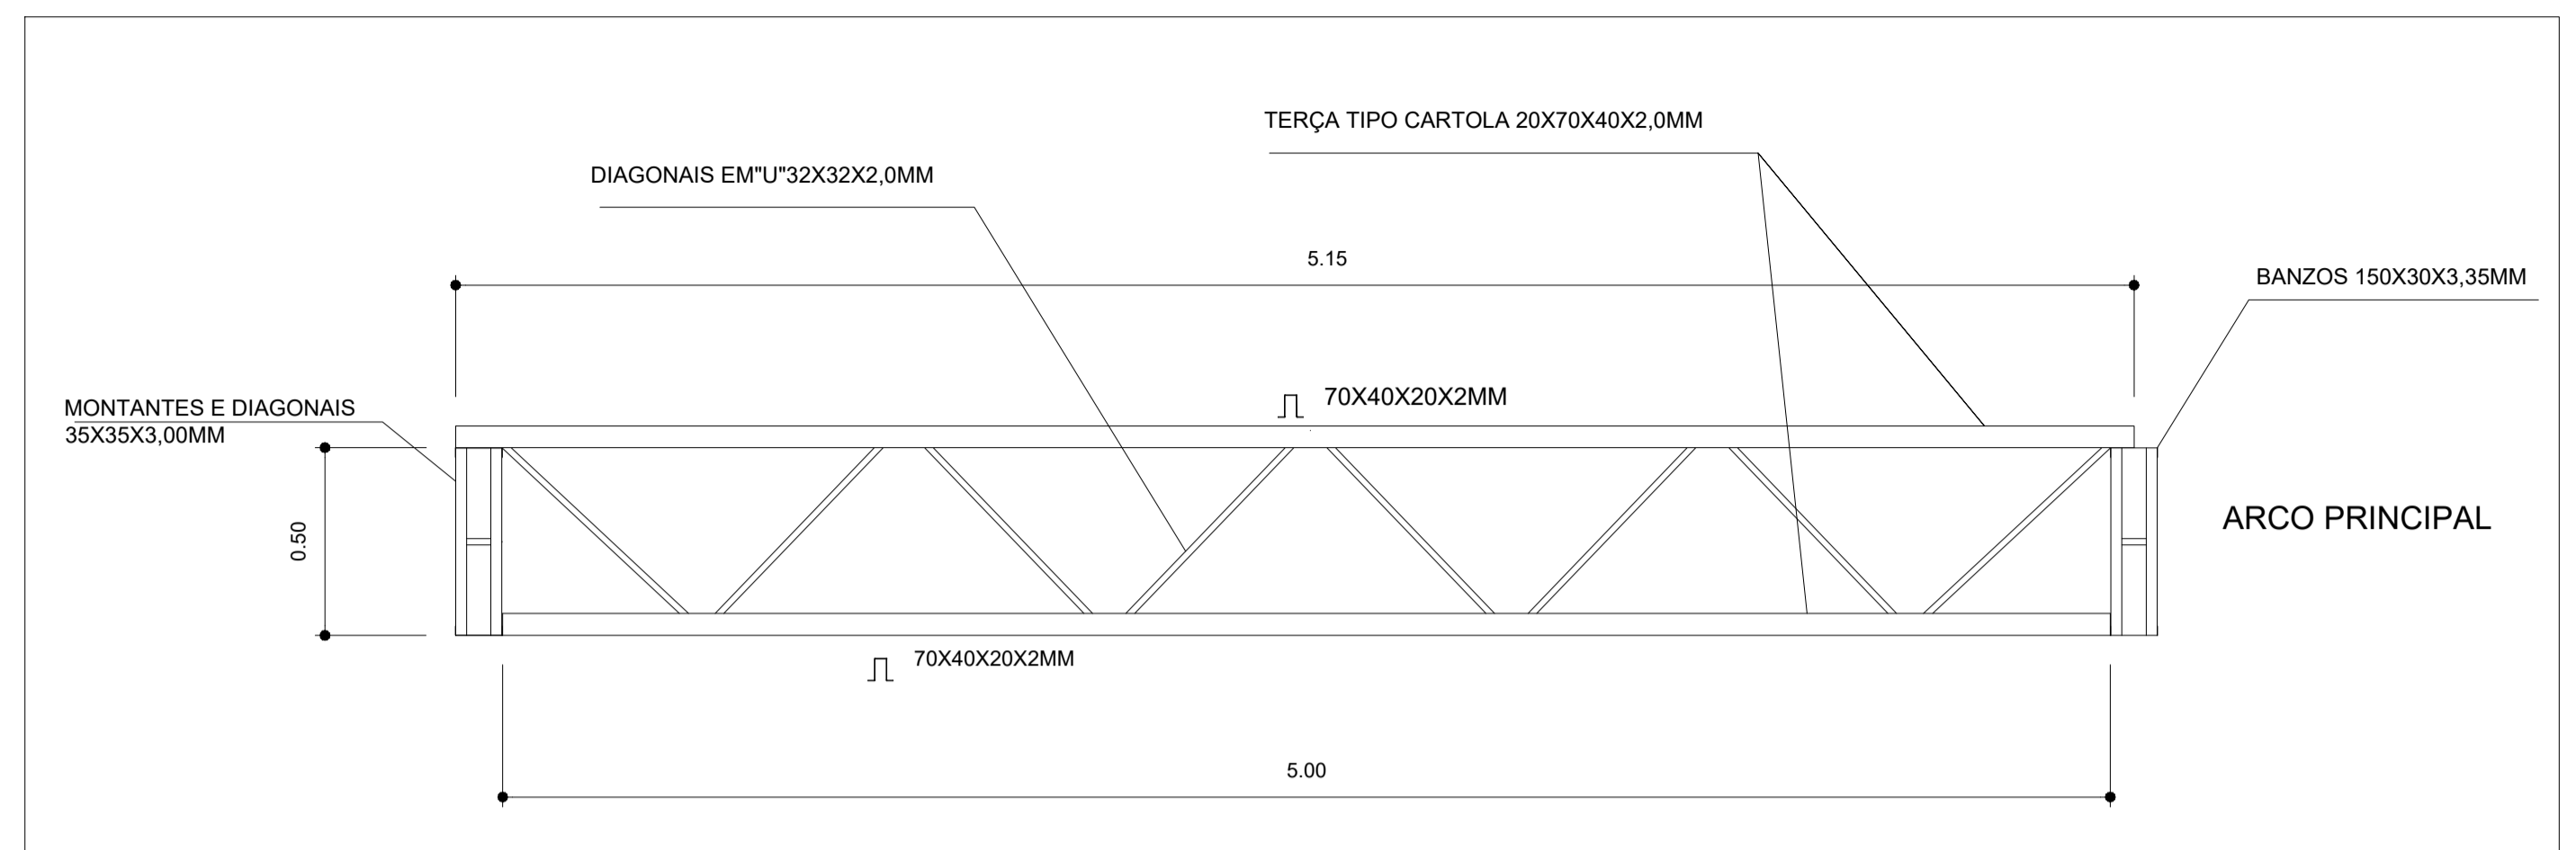 TERÇA TIPO CARTOLA 20X70X40X2,0MM
DIAGONAIS EM"U"32X32X2,0MM
5.15
BANZOS 150X30X3,35MM
70X40X20X2MM
MONTANTES E DIAGONAIS
35X35X3,00MM
0.50
ARCO PRINCIPAL
70X40X20X2MM
5.00